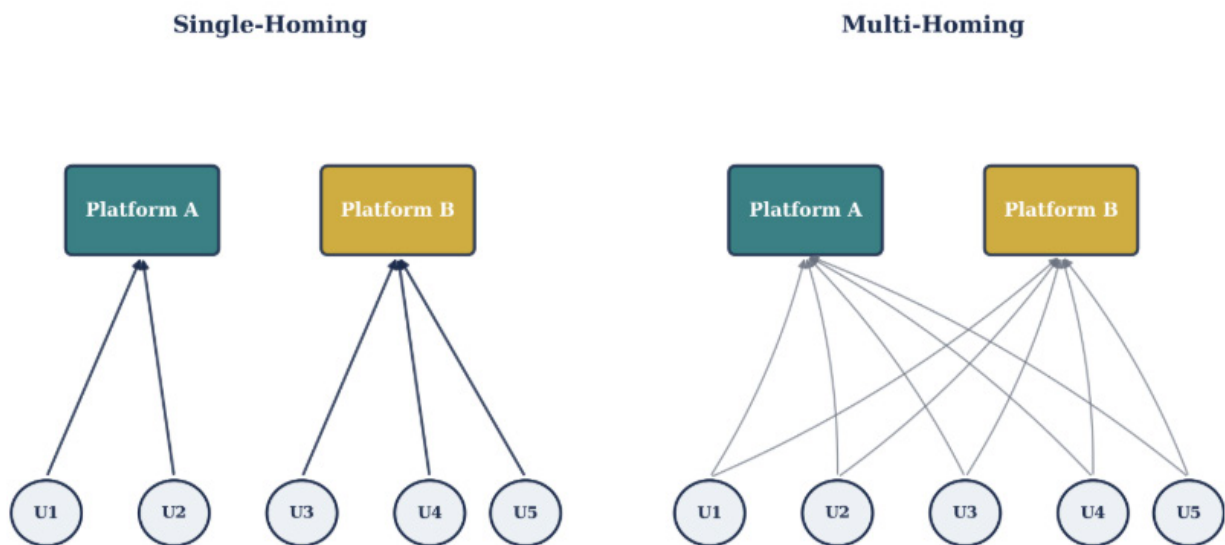 Single-Homing
Multi-Homing
Platform A
Platform B
Platform A
Platform B
U1
U2
U3
U4
U5
U1
U2
U3
U4
U5